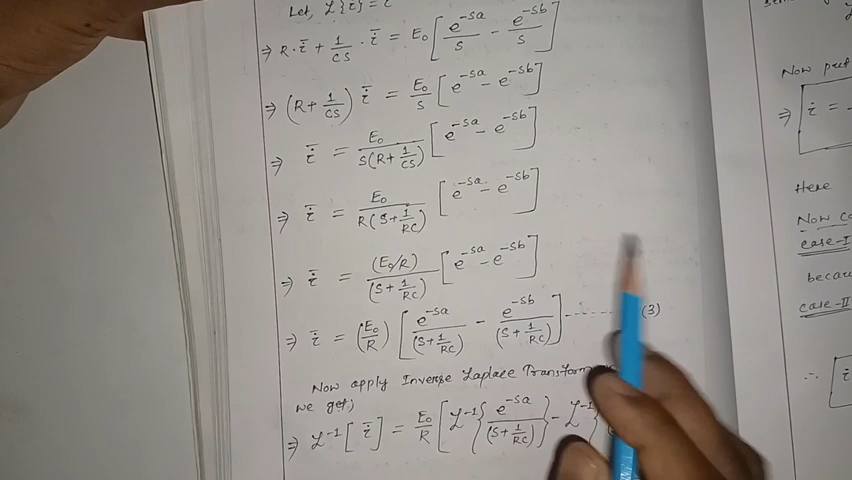 Let, ℒ{i} = i̅
⇒ R·i̅ + 1/CS · i̅ = E₀[e^-sa/s - e^-sb/s]
⇒ (R + 1/CS) i̅ = E₀/s [e^-sa - e^-sb]
⇒ i̅ = E₀/(S(R + 1/CS)) [e^-sa - e^-sb]
⇒ i̅ = E₀/(R(S + 1/RC)) [e^-sa - e^-sb]
⇒ i̅ = (E₀/R)/(S + 1/RC) [e^-sa - e^-sb]
⇒ i̅ = (E₀/R) [e^-sa/(S + 1/RC) - e^-sb/(S + 1/RC)] ------- (3)
Now apply Inverse Laplace Transform
we get;
⇒ ℒ^-1[i̅] = E₀/R [ℒ^-1{e^-sa/(S + 1/RC)} - ℒ^-1{
Now
⇒ i = -
Here
Now
case-I
case-II
∴ i